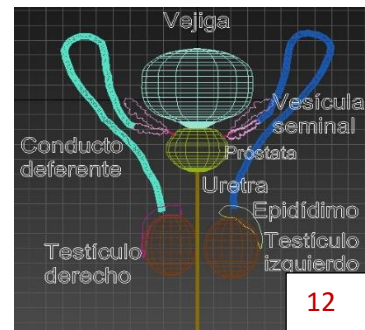 Vejiga
Vesícula
seminal
Conducto
deferente
Próstata
Uretra
Epidídimo
Testículo
derecho
Testículo
izquierdo
12